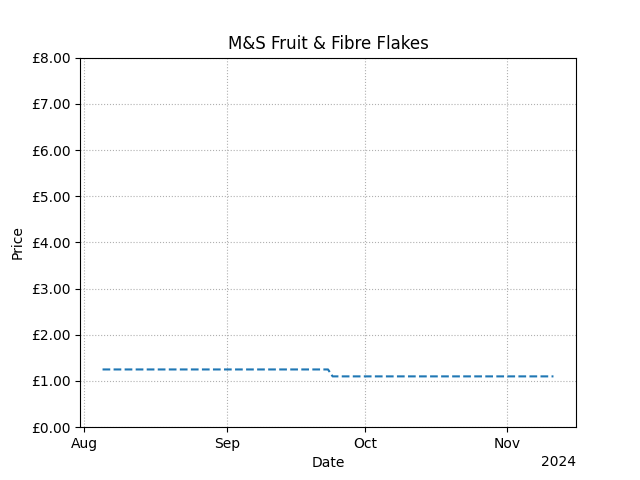 M&S Fruit & Fibre Flakes
£8.00
£7.00
£6.00
£5.00
£4.00
£3.00
£2.00
£1.00
£0.00
Price
Aug Sep Oct Nov
Date
2024